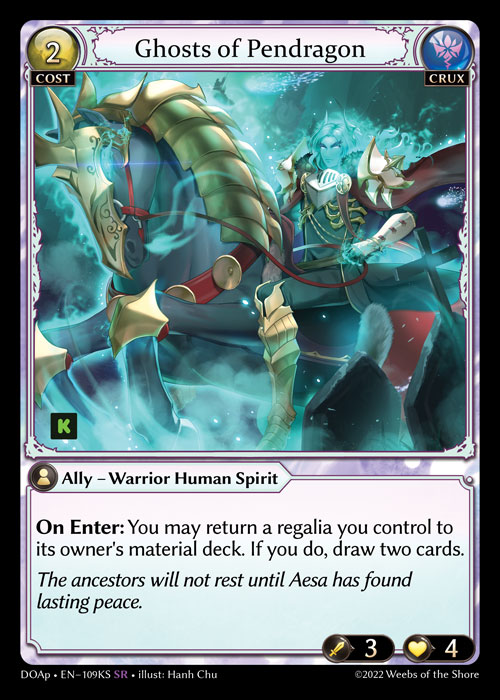 2
Ghosts of Pendragon
COST
CRUX
K
Ally – Warrior Human Spirit
On Enter: You may return a regalia you control to
its owner's material deck. If you do, draw two cards.
The ancestors will not rest until Aesa has found
lasting peace.
3
4
DOAp • EN–109KS SR • illust: Hanh Chu
©2022 Weebs of the Shore